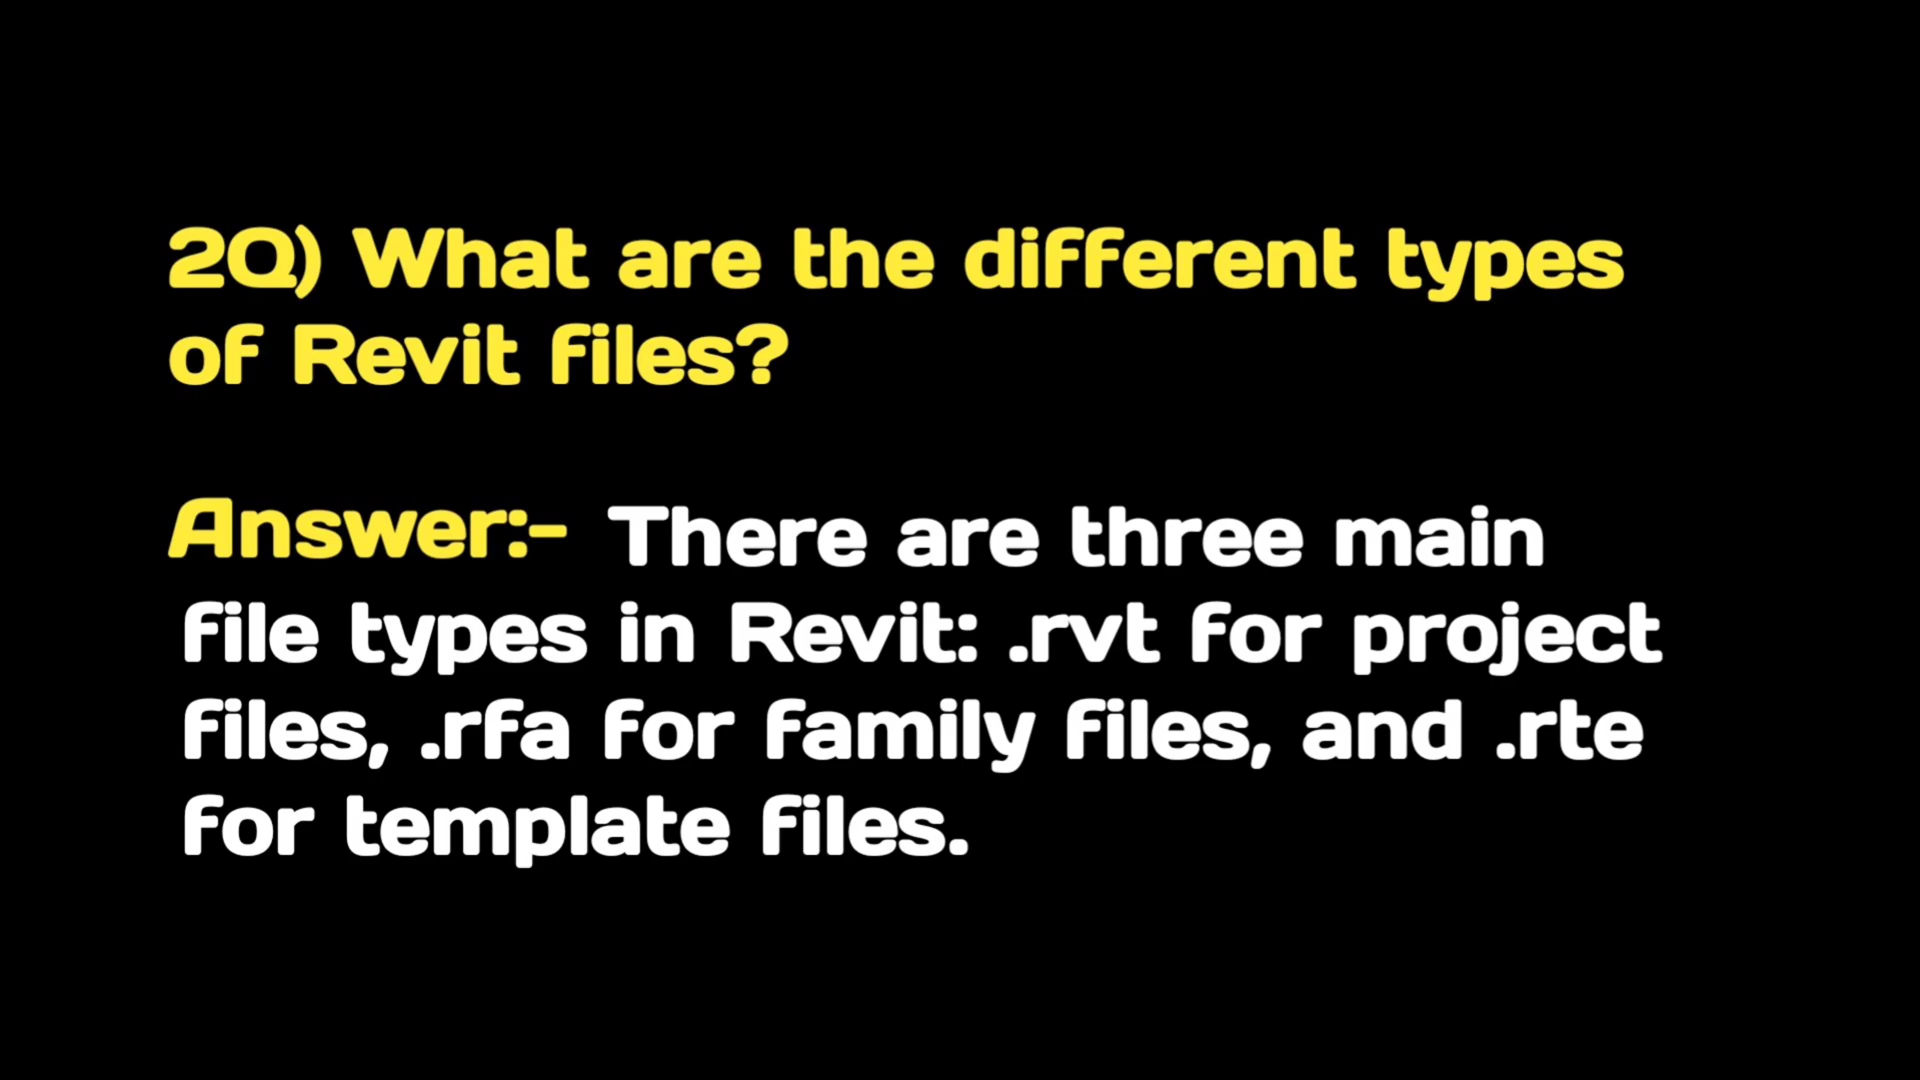 2Q) What are the different types
of Revit files?
Answer:- There are three main
file types in Revit: .rvt for project
files, .rfa for family files, and .rte
for template files.